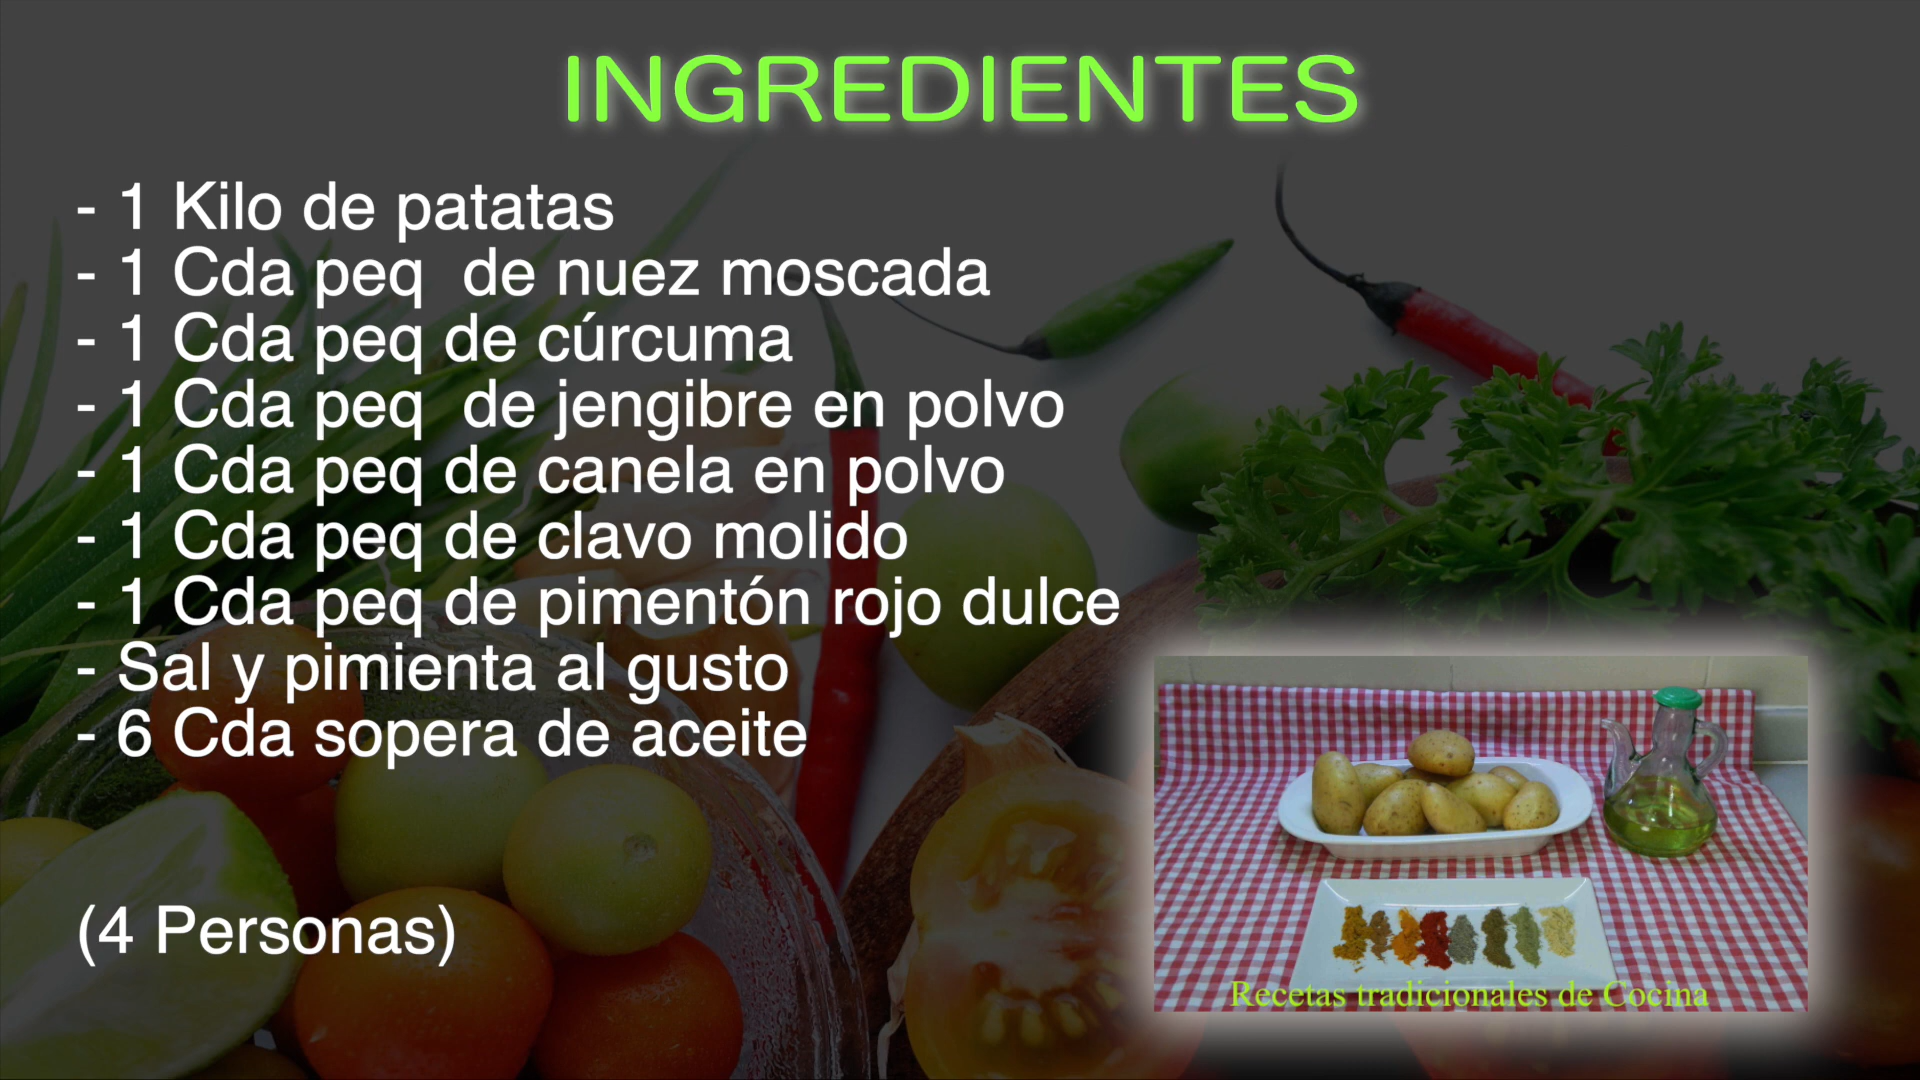 INGREDIENTES
- 1 Kilo de patatas
- 1 Cda peq  de nuez moscada
- 1 Cda peq de cúrcuma
- 1 Cda peq  de jengibre en polvo
- 1 Cda peq de canela en polvo
- 1 Cda peq de clavo molido
- 1 Cda peq de pimentón rojo dulce
- Sal y pimienta al gusto
- 6 Cda sopera de aceite
(4 Personas)
Recetas tradicionales de Cocina